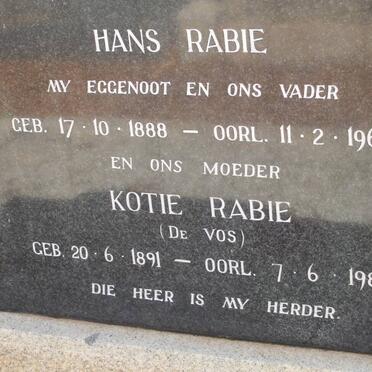 HANS RABIE
MY EGGENOOT EN ONS VADER
GEB. 17·10·1888 — OORL. 11·2·196
EN ONS MOEDER
KOTIE RABIE
(DE VOS)
GEB. 20·6·1891 — OORL. 7·6·198
DIE HEER IS MY HERDER.